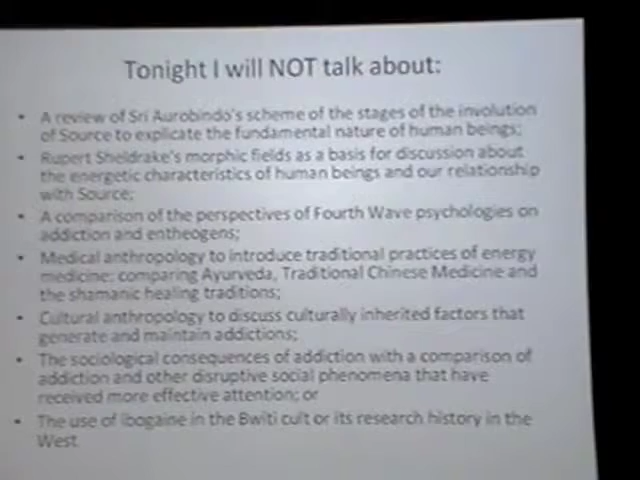 Tonight I will NOT talk about:
• A review of Sri Aurobindo's scheme of the stages of the involution
of Source to explicate the fundamental nature of human beings;
• Rupert Sheldrake's morphic fields as a basis for discussion about
the energetic characteristics of human beings and our relationship
with Source;
• A comparison of the perspectives of Fourth Wave psychologies on
addiction and entheogens;
• Medical anthropology to introduce traditional practices of energy
medicine; comparing Ayurveda, Traditional Chinese Medicine and
the shamanic healing traditions;
• Cultural anthropology to discuss culturally inherited factors that
generate and maintain addictions;
• The sociological consequences of addiction with a comparison of
addiction and other disruptive social phenomena that have
received more effective attention; or
• The use of Ibogaine in the Bwiti cult or its research history in the
West